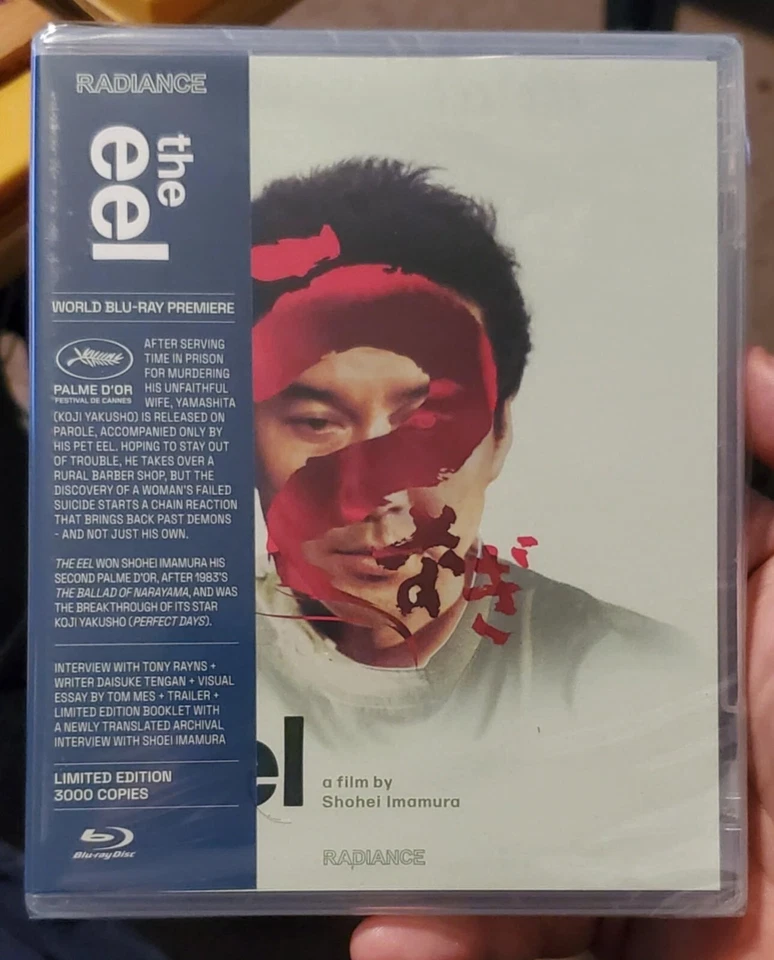 RADIANCE
the
eel
WORLD BLU-RAY PREMIERE
PALME D'OR
FESTIVAL DE CANNES
AFTER SERVING
TIME IN PRISON
FOR MURDERING
HIS UNFAITHFUL
WIFE, YAMASHITA
(KOJI YAKUSHO) IS RELEASED ON
PAROLE, ACCOMPANIED ONLY BY
HIS PET EEL. HOPING TO STAY OUT
OF TROUBLE, HE TAKES OVER A
RURAL BARBER SHOP, BUT THE
DISCOVERY OF A WOMAN'S FAILED
SUICIDE STARTS A CHAIN REACTION
THAT BRINGS BACK PAST DEMONS
- AND NOT JUST HIS OWN.
THE EEL WON SHOHEI IMAMURA HIS
SECOND PALME D'OR, AFTER 1983'S
THE BALLAD OF NARAYAMA, AND WAS
THE BREAKTHROUGH OF ITS STAR
KOJI YAKUSHO (PERFECT DAYS).
INTERVIEW WITH TONY RAYNS +
WRITER DAISUKE TENGAN + VISUAL
ESSAY BY TOM MES + TRAILER +
LIMITED EDITION BOOKLET WITH
A NEWLY TRANSLATED ARCHIVAL
INTERVIEW WITH SHOEI IMAMURA
LIMITED EDITION
3000 COPIES
Blu-ray Disc
うなぎ
el
a film by
Shohei Imamura
RADIANCE